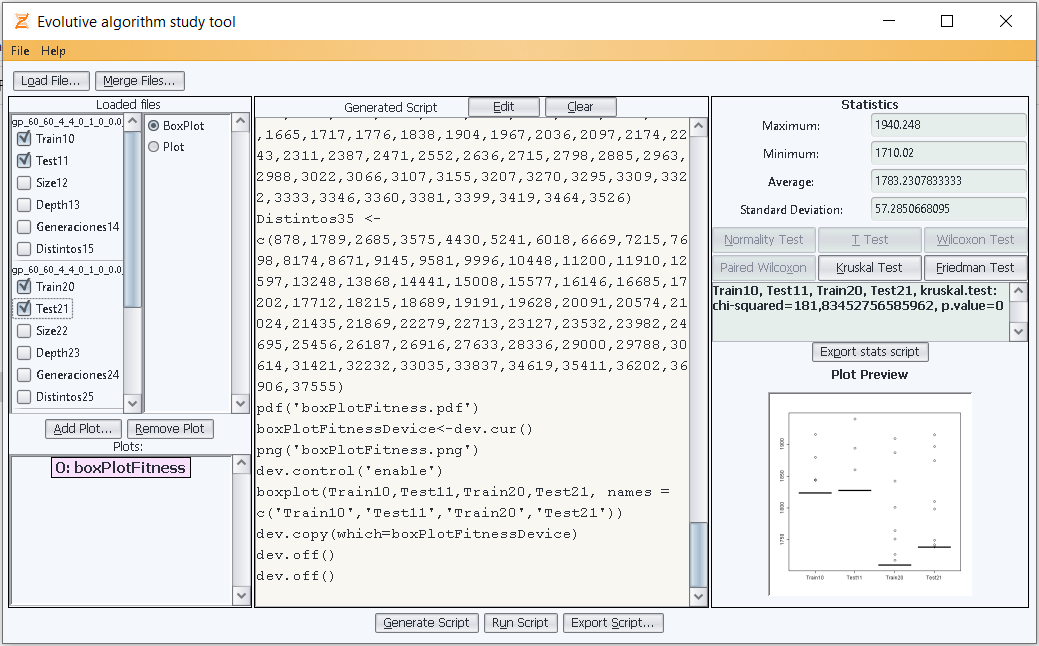 Evolutive algorithm study tool
File Help
Load File... Merge Files...
Loaded files
gp_60_60_4_4_0_1_0_0.0
Train10
Test11
Size12
Depth13
Generaciones14
Distintos15
gp_60_60_4_4_0_1_0_0.0
Train20
Test21
Size22
Depth23
Generaciones24
Distintos25
BoxPlot
Plot
Add Plot... Remove Plot
Plots:
0: boxPlotFitness
Generated Script Edit Clear
,1665,1717,1776,1838,1904,1967,2036,2097,2174,22
43,2311,2387,2471,2552,2636,2715,2798,2885,2963,
2988,3022,3066,3107,3155,3207,3270,3295,3309,332
2,3333,3346,3360,3381,3399,3419,3464,3526)
Distintos35 <-
c(878,1789,2685,3575,4430,5241,6018,6669,7215,76
98,8174,8671,9145,9581,9996,10448,11200,11910,12
597,13248,13868,14441,15008,15577,16146,16685,17
202,17712,18215,18689,19191,19628,20091,20574,21
024,21435,21869,22279,22713,23127,23532,23982,24
695,25456,26187,26916,27633,28336,29000,29788,30
614,31421,32232,33035,33837,34619,35411,36202,36
906,37555)
pdf('boxPlotFitness.pdf')
boxPlotFitnessDevice<-dev.cur()
png('boxPlotFitness.png')
dev.control('enable')
boxplot(Train10,Test11,Train20,Test21, names =
c('Train10','Test11','Train20','Test21'))
dev.copy(which=boxPlotFitnessDevice)
dev.off()
dev.off()
Generate Script Run Script Export Script...
Statistics
Maximum: 1940.248
Minimum: 1710.02
Average: 1783.2307833333
Standard Deviation: 57.2850668095
Normality Test T Test Wilcoxon Test
Paired Wilcoxon Kruskal Test Friedman Test
Train10, Test11, Train20, Test21, kruskal.test:
chi-squared=181,83452756585962, p.value=0
Export stats script
Plot Preview
1900
1850
1800
1750
Train10 Test11 Train20 Test21